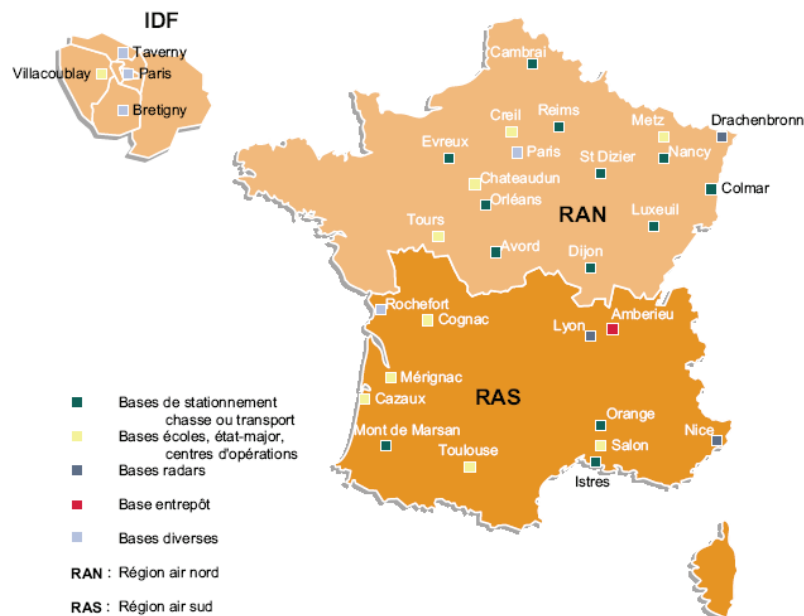 IDF
Taverny
Villacoublay
Paris
Bretigny
Cambrai
Creil
Reims
Metz
Drachenbronn
Evreux
Paris
St Dizier
Nancy
Chateaudun
Colmar
Orléans
RAN
Luxeuil
Tours
Avord
Dijon
Rochefort
Amberieu
Cognac
Lyon
Mérignac
RAS
Cazaux
Orange
Mont de Marsan
Nice
Toulouse
Salon
Istres
Bases de stationnement
chasse ou transport
Bases écoles, état-major,
centres d'opérations
Bases radars
Base entrepôt
Bases diverses
RAN : Région air nord
RAS : Région air sud